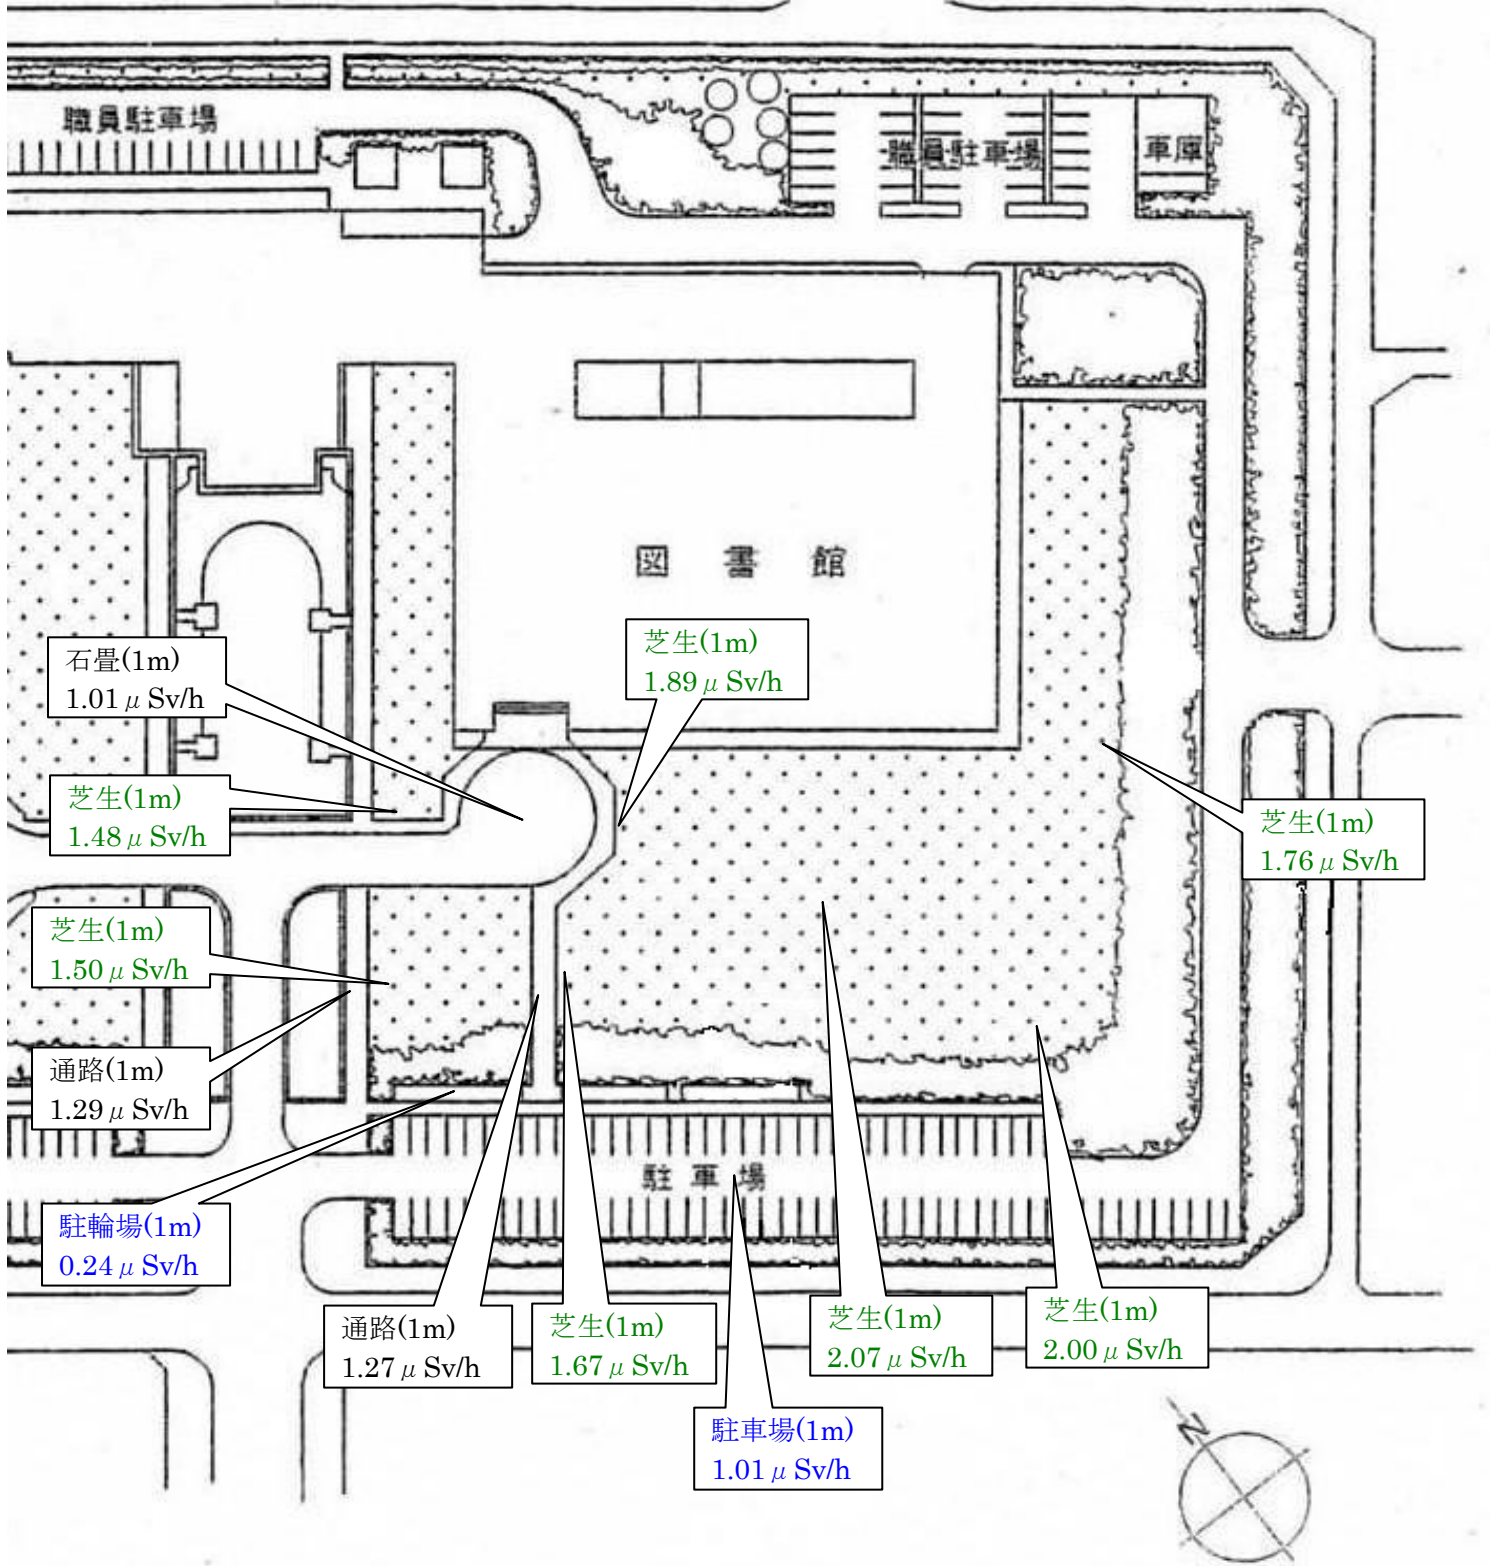 職員駐車場
職員駐車場
車庫
図書館
石畳(1m)
1.01μSv/h
芝生(1m)
1.89μSv/h
芝生(1m)
1.48μSv/h
芝生(1m)
1.76μSv/h
芝生(1m)
1.50μSv/h
通路(1m)
1.29μSv/h
駐車場
駐輪場(1m)
0.24μSv/h
通路(1m)
1.27μSv/h
芝生(1m)
1.67μSv/h
芝生(1m)
2.07μSv/h
芝生(1m)
2.00μSv/h
駐車場(1m)
1.01μSv/h
N